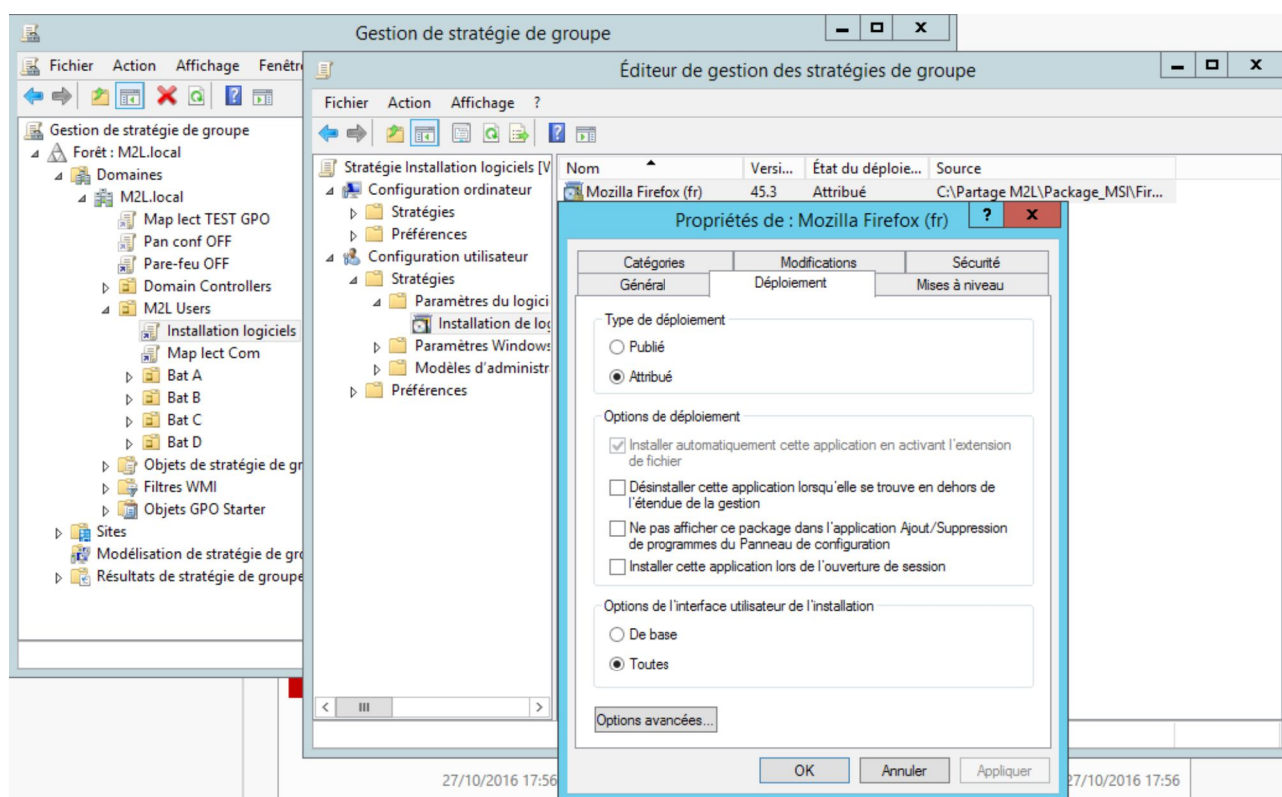 Gestion de stratégie de groupe
Fichier Action Affichage Fenêtr
Gestion de stratégie de groupe
Forêt : M2L.local
Domaines
M2L.local
Map lect TEST GPO
Pan conf OFF
Pare-feu OFF
Domain Controllers
M2L Users
Installation logiciels
Map lect Com
Bat A
Bat B
Bat C
Bat D
Objets de stratégie de gr
Filtres WMI
Objets GPO Starter
Sites
Modélisation de stratégie de gro
Résultats de stratégie de groupe
Éditeur de gestion des stratégies de groupe
Fichier Action Affichage ?
Stratégie Installation logiciels [V
Configuration ordinateur
Stratégies
Préférences
Configuration utilisateur
Stratégies
Paramètres du logici
Installation de log
Paramètres Windows
Modèles d'administr
Préférences
Nom Versi... État du déploie... Source
Mozilla Firefox (fr) 45.3 Attribué C:\Partage M2L\Package_MSI\Fir...
Propriétés de : Mozilla Firefox (fr)
Catégories Modifications Sécurité
Général Déploiement Mises à niveau
Type de déploiement
Publié
Attribué
Options de déploiement
Installer automatiquement cette application en activant l'extension
de fichier
Désinstaller cette application lorsqu'elle se trouve en dehors de
l'étendue de la gestion
Ne pas afficher ce package dans l'application Ajout/Suppression
de programmes du Panneau de configuration
Installer cette application lors de l'ouverture de session
Options de l'interface utilisateur de l'installation
De base
Toutes
Options avancées...
OK Annuler Appliquer
27/10/2016 17:56
27/10/2016 17:56